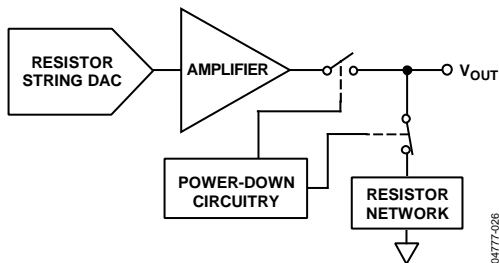 RESISTOR
STRING DAC
AMPLIFIER
VOUT
POWER-DOWN
CIRCUITRY
RESISTOR
NETWORK
04777-026